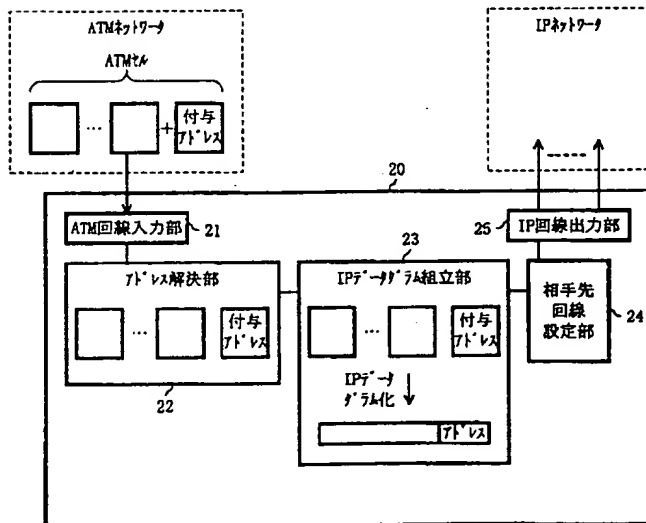 ATMネットワータ
ATMセル
… + 付与
アドレス
IPネットワータ
20
ATM回線入力部
21
25
IP回線出力部
アドレス解決部
… 付与
アドレス
22
23
IPデータダラム組立部
… 付与
アドレス
IPデータ
ダラム化
アドレス
相手先
回線
設定部
24